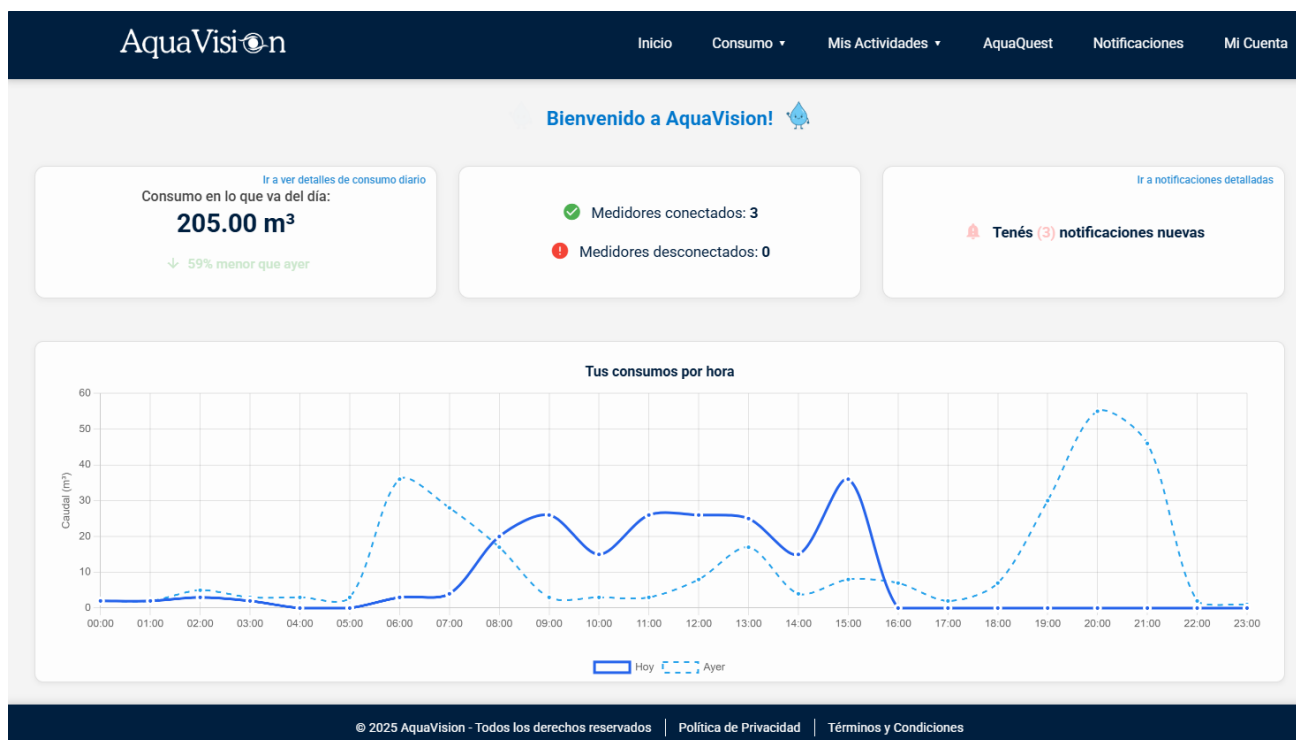 AquaVision
Inicio Consumo ▾ Mis Actividades ▾ AquaQuest Notificaciones Mi Cuenta
Bienvenido a AquaVision!
Ir a ver detalles de consumo diario
Consumo en lo que va del día:
205.00 m³
↓ 59% menor que ayer
Medidores conectados: 3
Medidores desconectados: 0
Ir a notificaciones detalladas
Tenés (3) notificaciones nuevas
Tus consumos por hora
Caudal (m³)
60
50
40
30
20
10
0
00:00 01:00 02:00 03:00 04:00 05:00 06:00 07:00 08:00 09:00 10:00 11:00 12:00 13:00 14:00 15:00 16:00 17:00 18:00 19:00 20:00 21:00 22:00 23:00
Hoy Ayer
© 2025 AquaVision - Todos los derechos reservados | Política de Privacidad | Términos y Condiciones